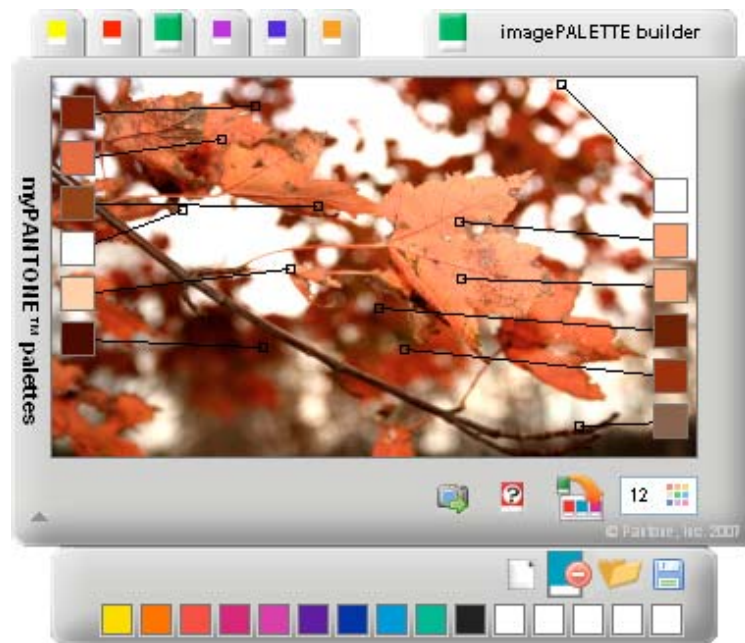 imagePALETTE builder
myPANTONE™ palettes
?
12
© Pantone, Inc. 2007